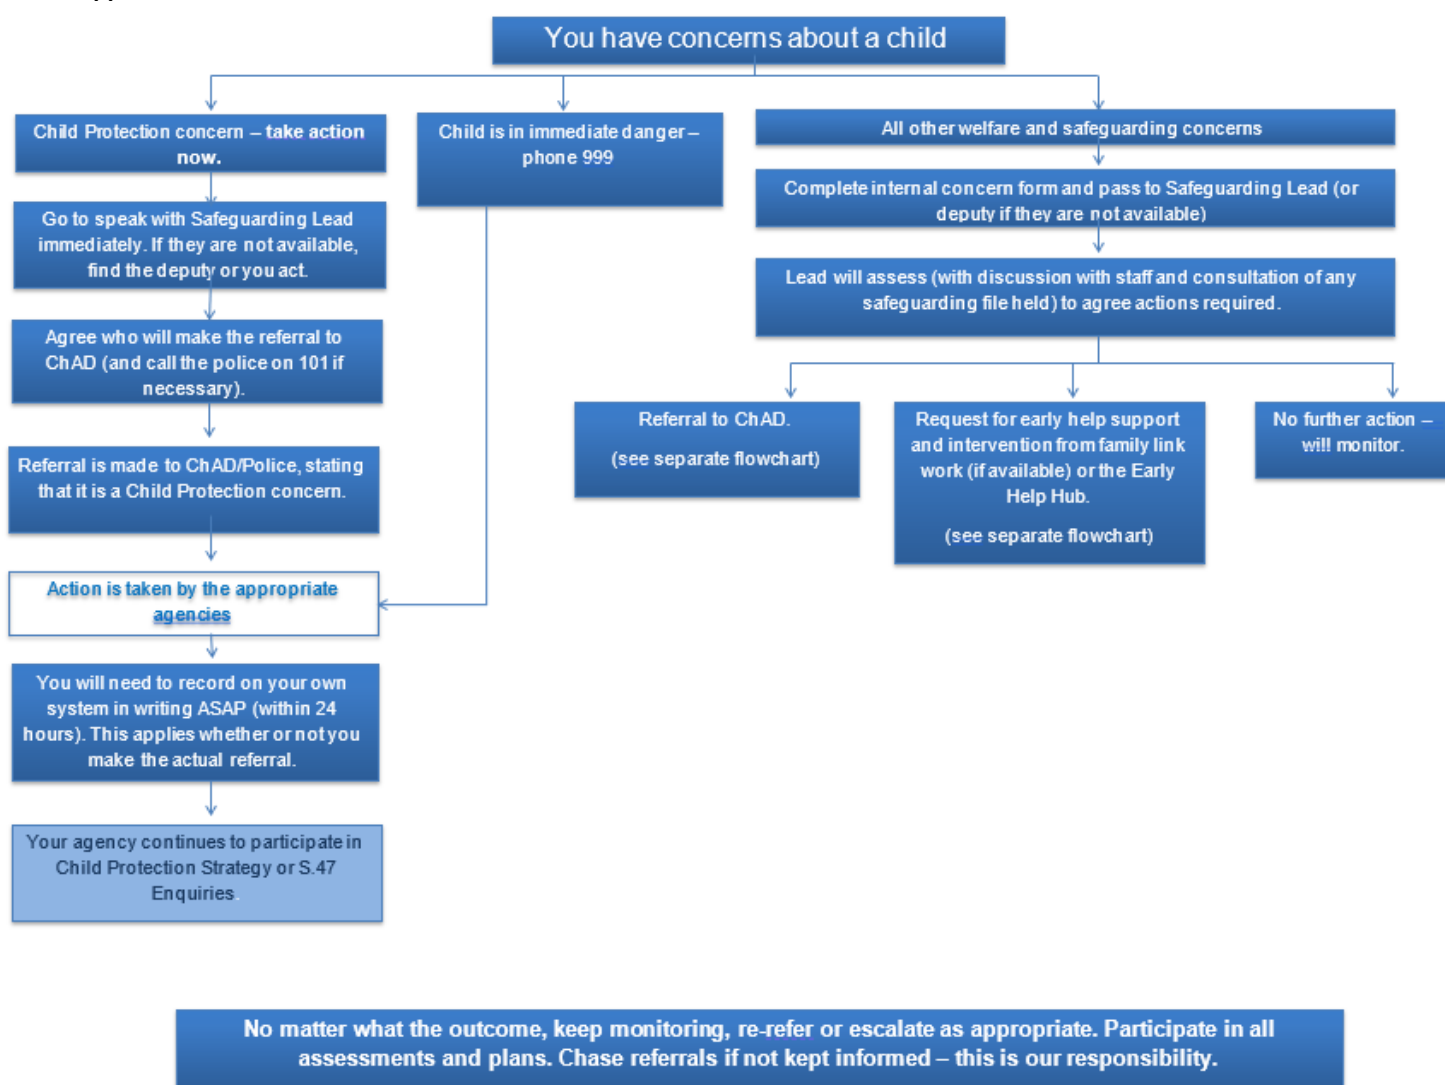 You have concerns about a child
Child Protection concern – take action
now.
Go to speak with Safeguarding Lead
immediately. If they are not available,
find the deputy or you act.
Agree who will make the referral to
ChAD (and call the police on 101 if
necessary).
Referral is made to ChAD/Police, stating
that it is a Child Protection concern.
Action is taken by the appropriate
agencies
You will need to record on your own
system in writing ASAP (within 24
hours). This applies whether or not you
make the actual referral.
Your agency continues to participate in
Child Protection Strategy or S.47
Enquiries.
Child is in immediate danger –
phone 999
All other welfare and safeguarding concerns
Complete internal concern form and pass to Safeguarding Lead (or
deputy if they are not available)
Lead will assess (with discussion with staff and consultation of any
safeguarding file held) to agree actions required.
Referral to ChAD.
(see separate flowchart)
Request for early help support
and intervention from family link
work (if available) or the Early
Help Hub.
(see separate flowchart)
No further action –
will monitor.
No matter what the outcome, keep monitoring, re-refer or escalate as appropriate. Participate in all
assessments and plans. Chase referrals if not kept informed – this is our responsibility.